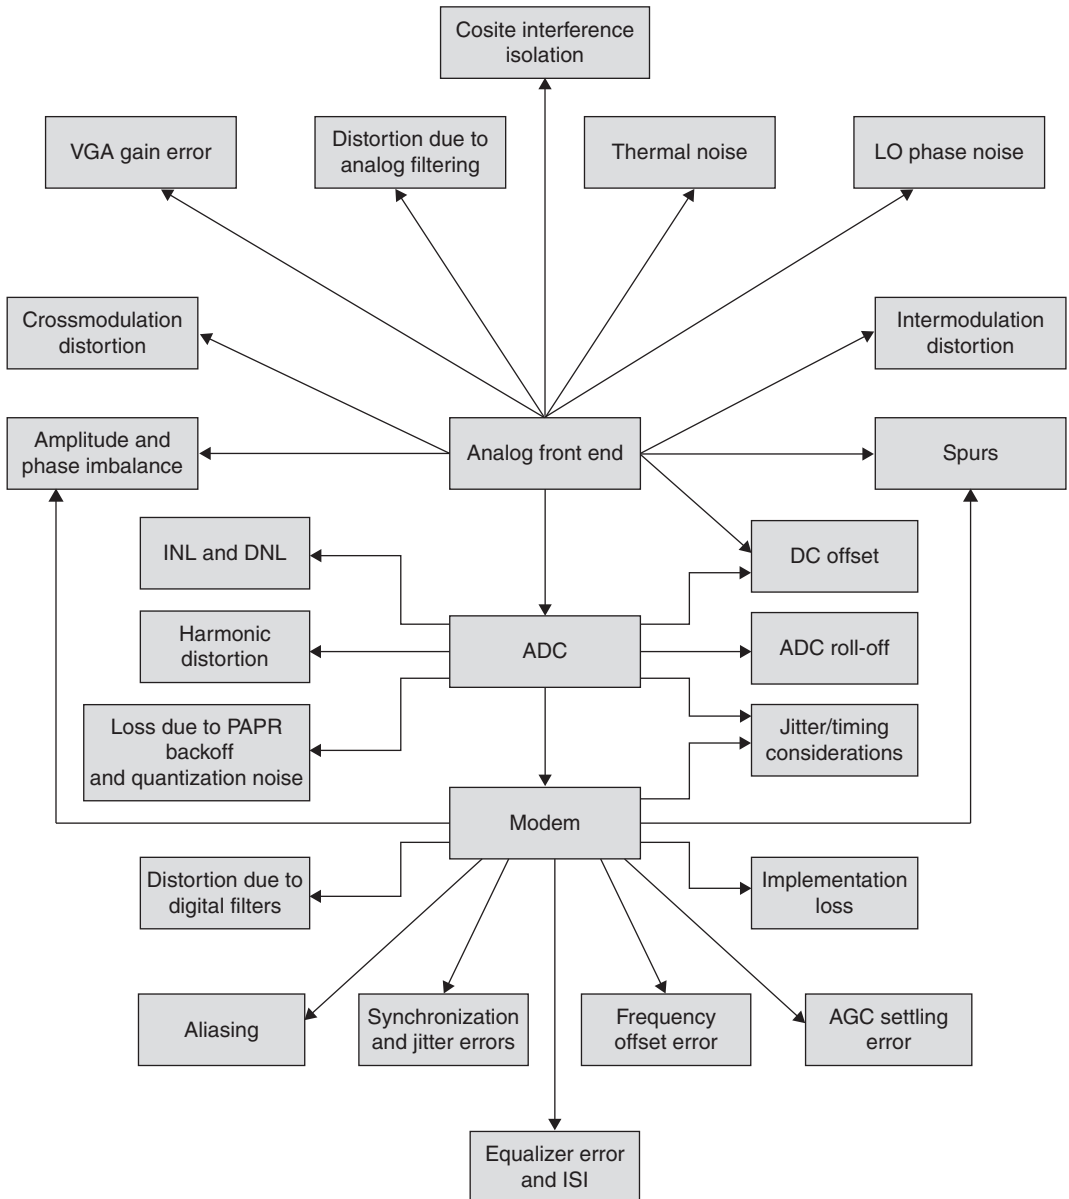 Cosite interference
isolation
VGA gain error
Distortion due to
analog filtering
Thermal noise
LO phase noise
Crossmodulation
distortion
Intermodulation
distortion
Amplitude and
phase imbalance
Analog front end
Spurs
INL and DNL
DC offset
Harmonic
distortion
ADC
ADC roll-off
Loss due to PAPR
backoff
and quantization noise
Jitter/timing
considerations
Modem
Distortion due to
digital filters
Implementation
loss
Aliasing
Synchronization
and jitter errors
Frequency
offset error
AGC settling
error
Equalizer error
and ISI